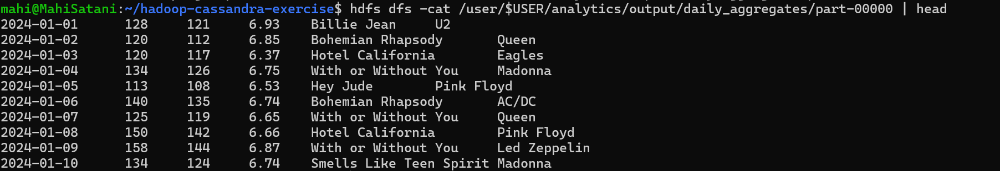 mahi@MahiSatani:~/hadoop-cassandra-exercise$ hdfs dfs -cat /user/$USER/analytics/output/daily_aggregates/part-00000 | head
2024-01-01	128	121	6.93	Billie Jean	U2
2024-01-02	120	112	6.85	Bohemian Rhapsody	Queen
2024-01-03	120	117	6.37	Hotel California	Eagles
2024-01-04	134	126	6.75	With or Without You	Madonna
2024-01-05	113	108	6.53	Hey Jude	Pink Floyd
2024-01-06	140	135	6.74	Bohemian Rhapsody	AC/DC
2024-01-07	125	119	6.65	With or Without You	Queen
2024-01-08	150	142	6.66	Hotel California	Pink Floyd
2024-01-09	158	144	6.87	With or Without You	Led Zeppelin
2024-01-10	134	124	6.74	Smells Like Teen Spirit	Madonna